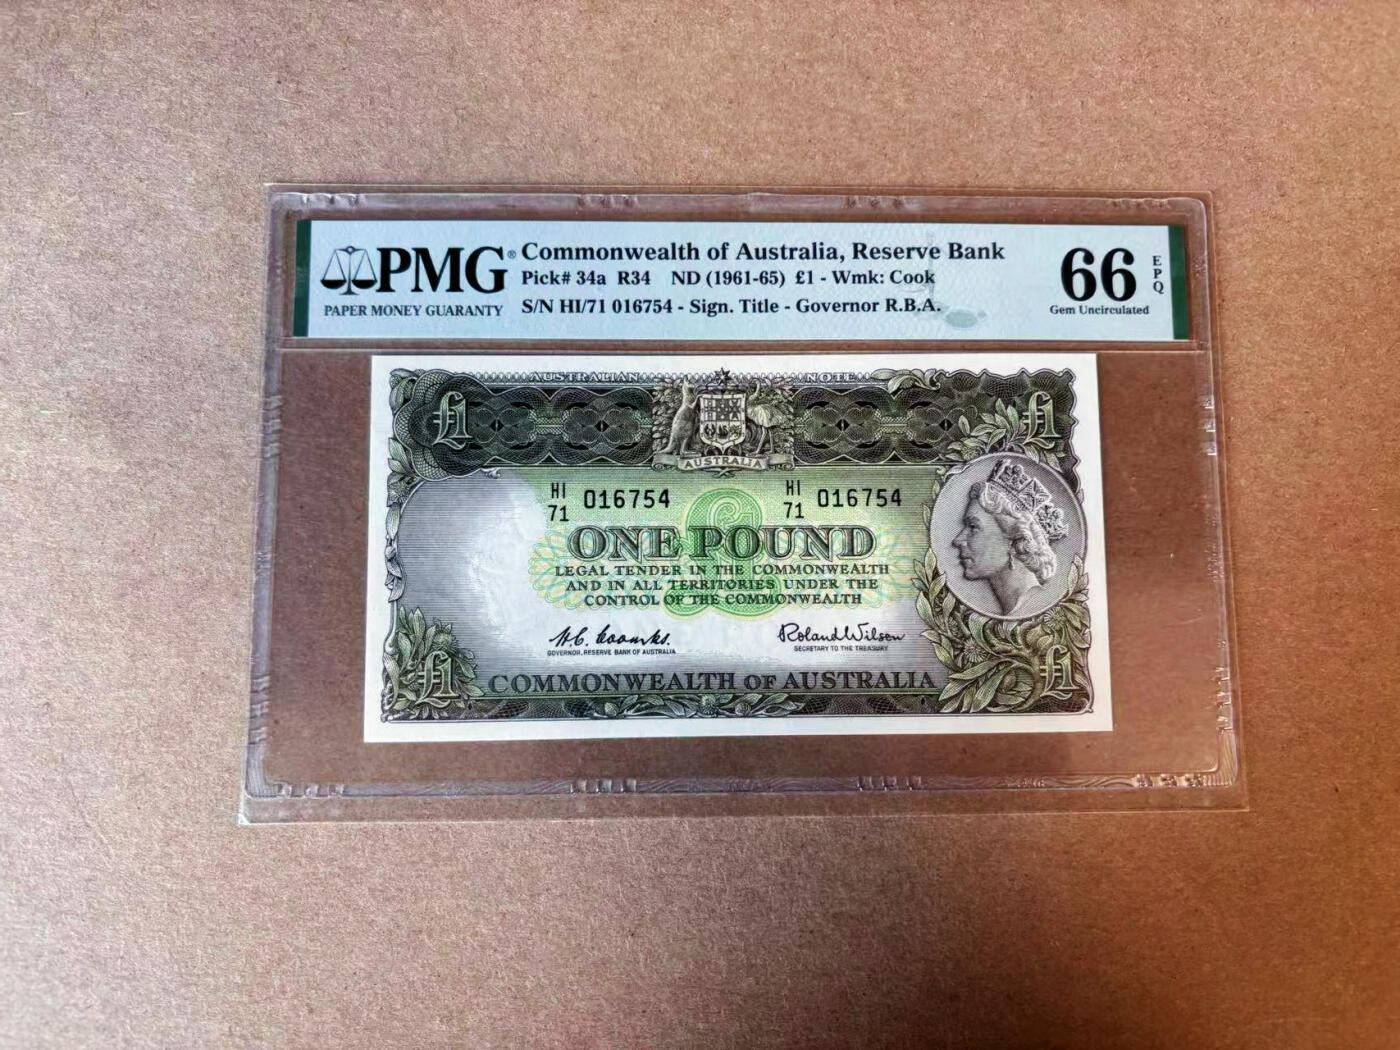 PMG®
PAPER MONEY GUARANTY
Commonwealth of Australia, Reserve Bank
Pick# 34a R34 ND (1961-65) £1 - Wmk: Cook
S/N HI/71 016754 - Sign. Title - Governor R.B.A.
66 EPQ
Gem Uncirculated
AUSTRALIAN NOTE
£1 £1
AUSTRALIA
HI/71 016754 HI/71 016754
ONE POUND
LEGAL TENDER IN THE COMMONWEALTH
AND IN ALL TERRITORIES UNDER THE
CONTROL OF THE COMMONWEALTH
H.C. Coombs. Roland Wilson
GOVERNOR, RESERVE BANK OF AUSTRALIA SECRETARY TO THE TREASURY
£1 COMMONWEALTH OF AUSTRALIA £1